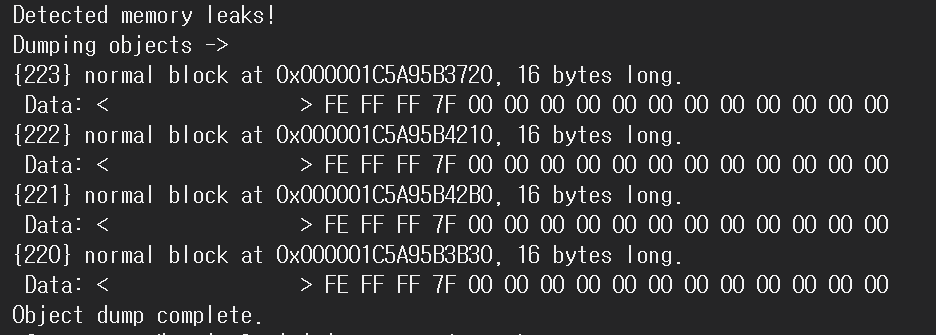 Detected memory leaks!
Dumping objects ->
{223} normal block at 0x000001C5A95B3720, 16 bytes long.
 Data: <                > FE FF FF 7F 00 00 00 00 00 00 00 00 00 00 00 00
{222} normal block at 0x000001C5A95B4210, 16 bytes long.
 Data: <                > FE FF FF 7F 00 00 00 00 00 00 00 00 00 00 00 00
{221} normal block at 0x000001C5A95B42B0, 16 bytes long.
 Data: <                > FE FF FF 7F 00 00 00 00 00 00 00 00 00 00 00 00
{220} normal block at 0x000001C5A95B3B30, 16 bytes long.
 Data: <                > FE FF FF 7F 00 00 00 00 00 00 00 00 00 00 00 00
Object dump complete.